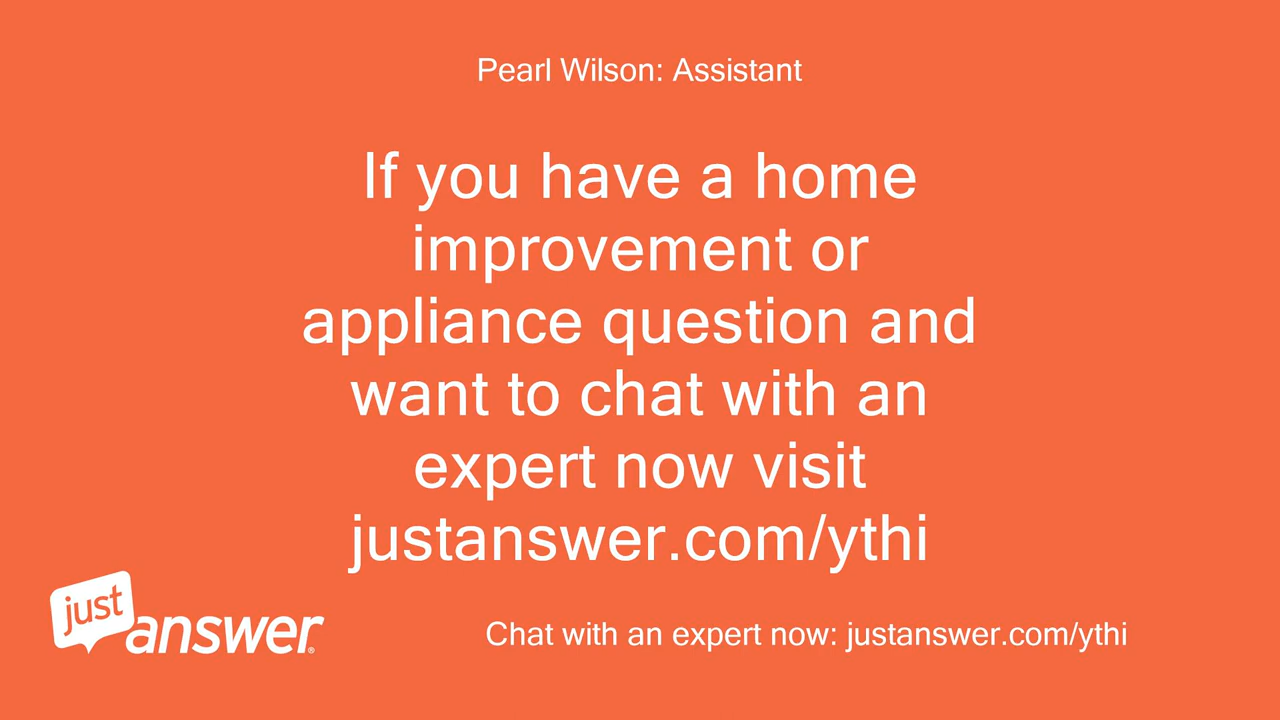 Pearl Wilson: Assistant
If you have a home
improvement or
appliance question and
want to chat with an
expert now visit
justanswer.com/ythi
just
answer®
Chat with an expert now: justanswer.com/ythi